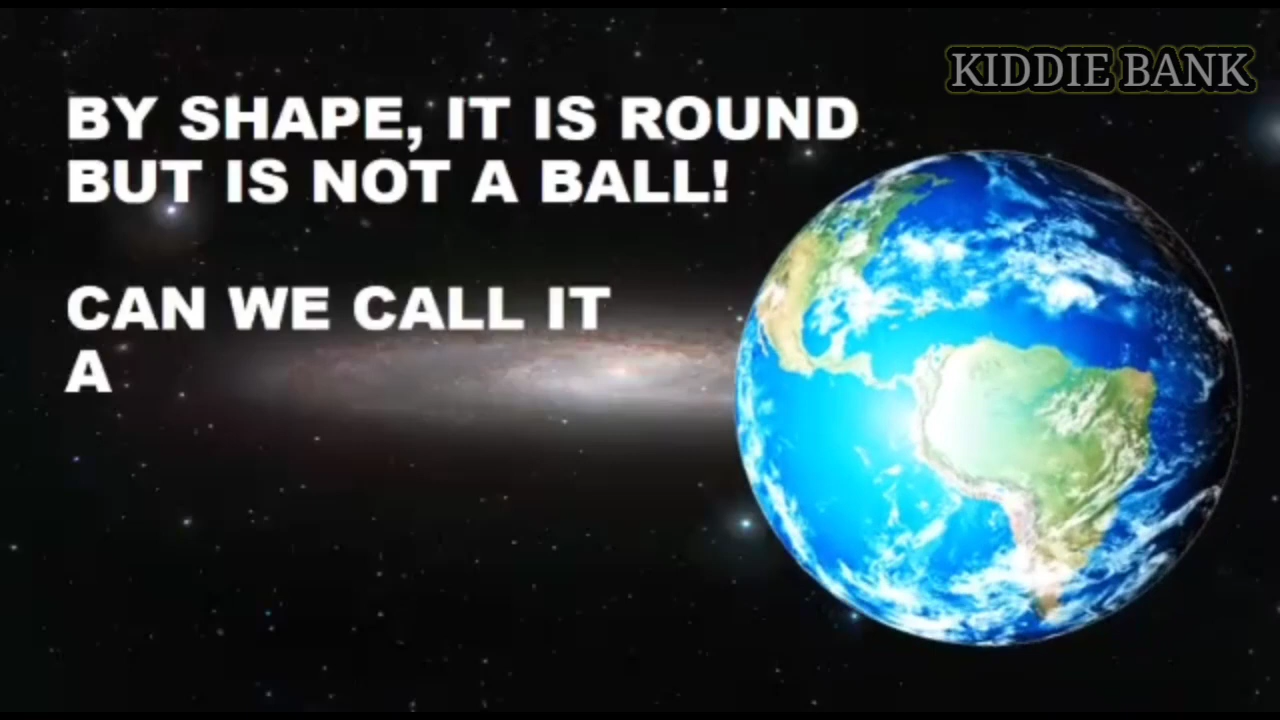 KIDDIE BANK
BY SHAPE, IT IS ROUND
BUT IS NOT A BALL!
CAN WE CALL IT
A